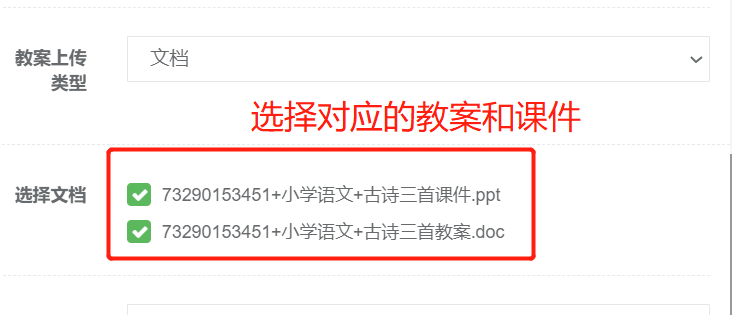 教案上传
类型
文档
选择对应的教案和课件
选择文档
73290153451+小学语文+古诗三首课件.ppt
73290153451+小学语文+古诗三首教案.doc